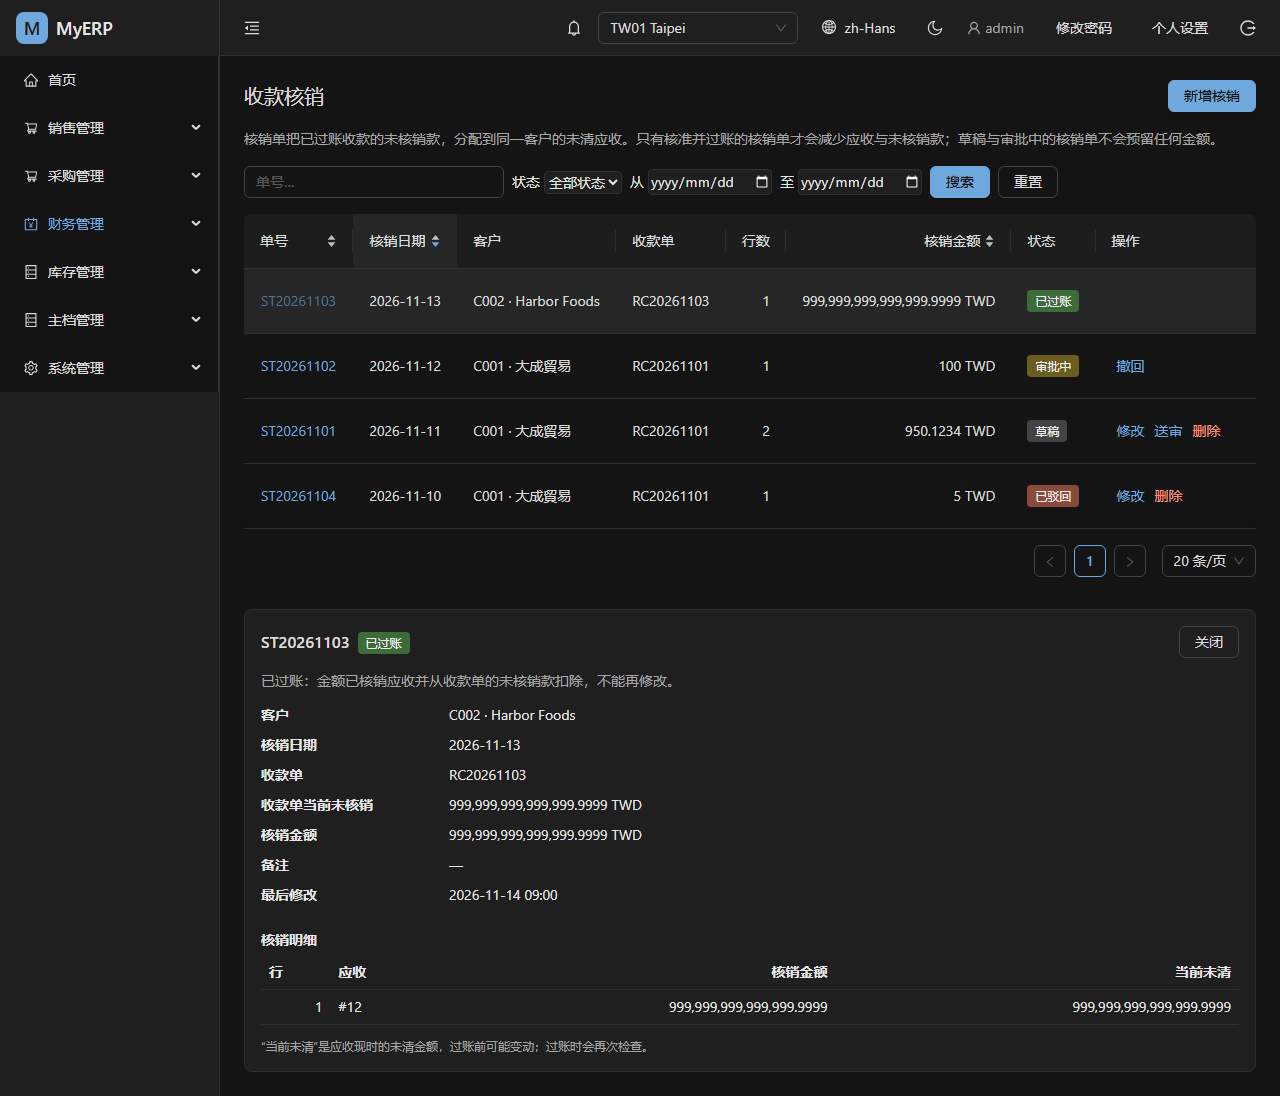 M MyERP
TW01 Taipei
zh-Hans
admin
修改密码
个人设置
首页
销售管理
采购管理
财务管理
库存管理
主档管理
系统管理
收款核销
新增核销
核销单把已过账收款的未核销款，分配到同一客户的未清应收。只有核准并过账的核销单才会减少应收与未核销款；草稿与审批中的核销单不会预留任何金额。
单号... 状态 全部状态 从 yyyy/mm/dd 至 yyyy/mm/dd 搜索 重置
单号 核销日期 客户 收款单 行数 核销金额 状态 操作
ST20261103 2026-11-13 C002 · Harbor Foods RC20261103 1 999,999,999,999,999.9999 TWD 已过账
ST20261102 2026-11-12 C001 · 大成貿易 RC20261101 1 100 TWD 审批中 撤回
ST20261101 2026-11-11 C001 · 大成貿易 RC20261101 2 950.1234 TWD 草稿 修改 送审 删除
ST20261104 2026-11-10 C001 · 大成貿易 RC20261101 1 5 TWD 已驳回 修改 删除
< 1 > 20 条/页
ST20261103 已过账 关闭
已过账：金额已核销应收并从收款单的未核销款扣除，不能再修改。
客户 C002 · Harbor Foods
核销日期 2026-11-13
收款单 RC20261103
收款单当前未核销 999,999,999,999,999.9999 TWD
核销金额 999,999,999,999,999.9999 TWD
备注 —
最后修改 2026-11-14 09:00
核销明细
行 应收 核销金额 当前未清
1 #12 999,999,999,999,999.9999 999,999,999,999,999.9999
“当前未清”是应收现时的未清金额，过账前可能变动；过账时会再次检查。